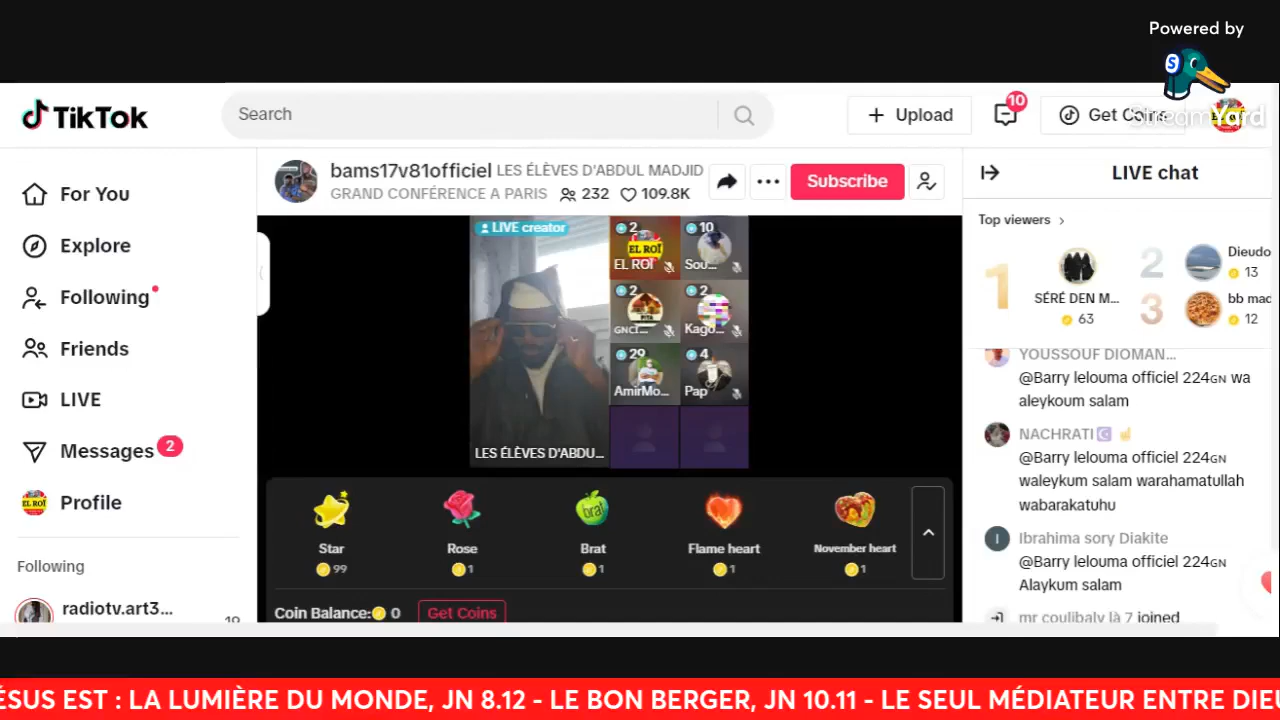 Powered by
StreamYard
TikTok
Search
Upload
10
Get Coins
For You
Explore
Following
Friends
LIVE
Messages 2
Profile
Following
radiotv.art3...
bams17v81officiel LES ÉLÈVES D'ABDUL MADJID
GRAND CONFÉRENCE A PARIS 232 109.8K
Subscribe
LIVE creator
LES ÉLÈVES D'ABDU...
2
EL ROÏ
EL ROÏ
10
Sou...
2
GNCI...
2
Kago...
29
AmirMo...
4
Pap
Star
99
Rose
1
Brat
1
Flame heart
1
November heart
1
Coin Balance: 0 Get Coins
LIVE chat
Top viewers
1
SÉRÉ DEN M...
63
2
Dieudo
13
3
bb mad
12
YOUSSOUF DIOMAN...
@Barry lelouma officiel 224GN wa
aleykoum salam
NACHRATI
@Barry lelouma officiel 224GN
waleykum salam warahamatullah
wabarakatuhu
I
Ibrahima sory Diakite
@Barry lelouma officiel 224GN
Alaykum salam
mr coulibaly là 7 joined
ÉSUS EST : LA LUMIÈRE DU MONDE, JN 8.12 - LE BON BERGER, JN 10.11 - LE SEUL MÉDIATEUR ENTRE DIEU